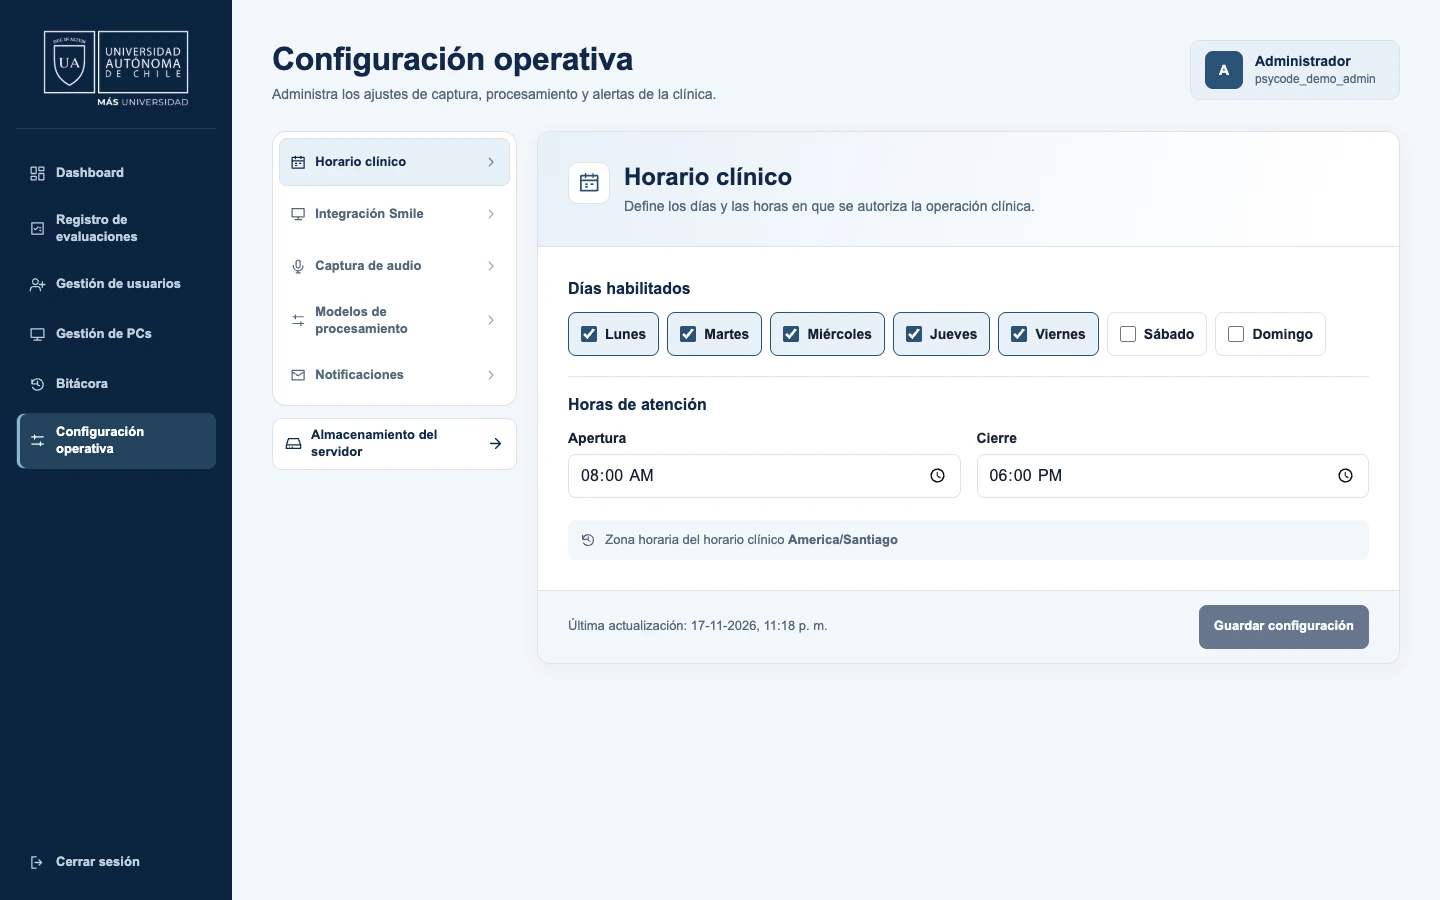 UA
UNIVERSIDAD
AUTÓNOMA
DE CHILE
MÁS UNIVERSIDAD
Dashboard
Registro de
evaluaciones
Gestión de usuarios
Gestión de PCs
Bitácora
Configuración
operativa
Cerrar sesión
Configuración operativa
Administra los ajustes de captura, procesamiento y alertas de la clínica.
A
Administrador
psycode_demo_admin
Horario clínico
Integración Smile
Captura de audio
Modelos de
procesamiento
Notificaciones
Almacenamiento del
servidor
Horario clínico
Define los días y las horas en que se autoriza la operación clínica.
Días habilitados
Lunes Martes Miércoles Jueves Viernes Sábado Domingo
Horas de atención
Apertura Cierre
08:00 AM 06:00 PM
Zona horaria del horario clínico America/Santiago
Última actualización: 17-11-2026, 11:18 p. m.
Guardar configuración